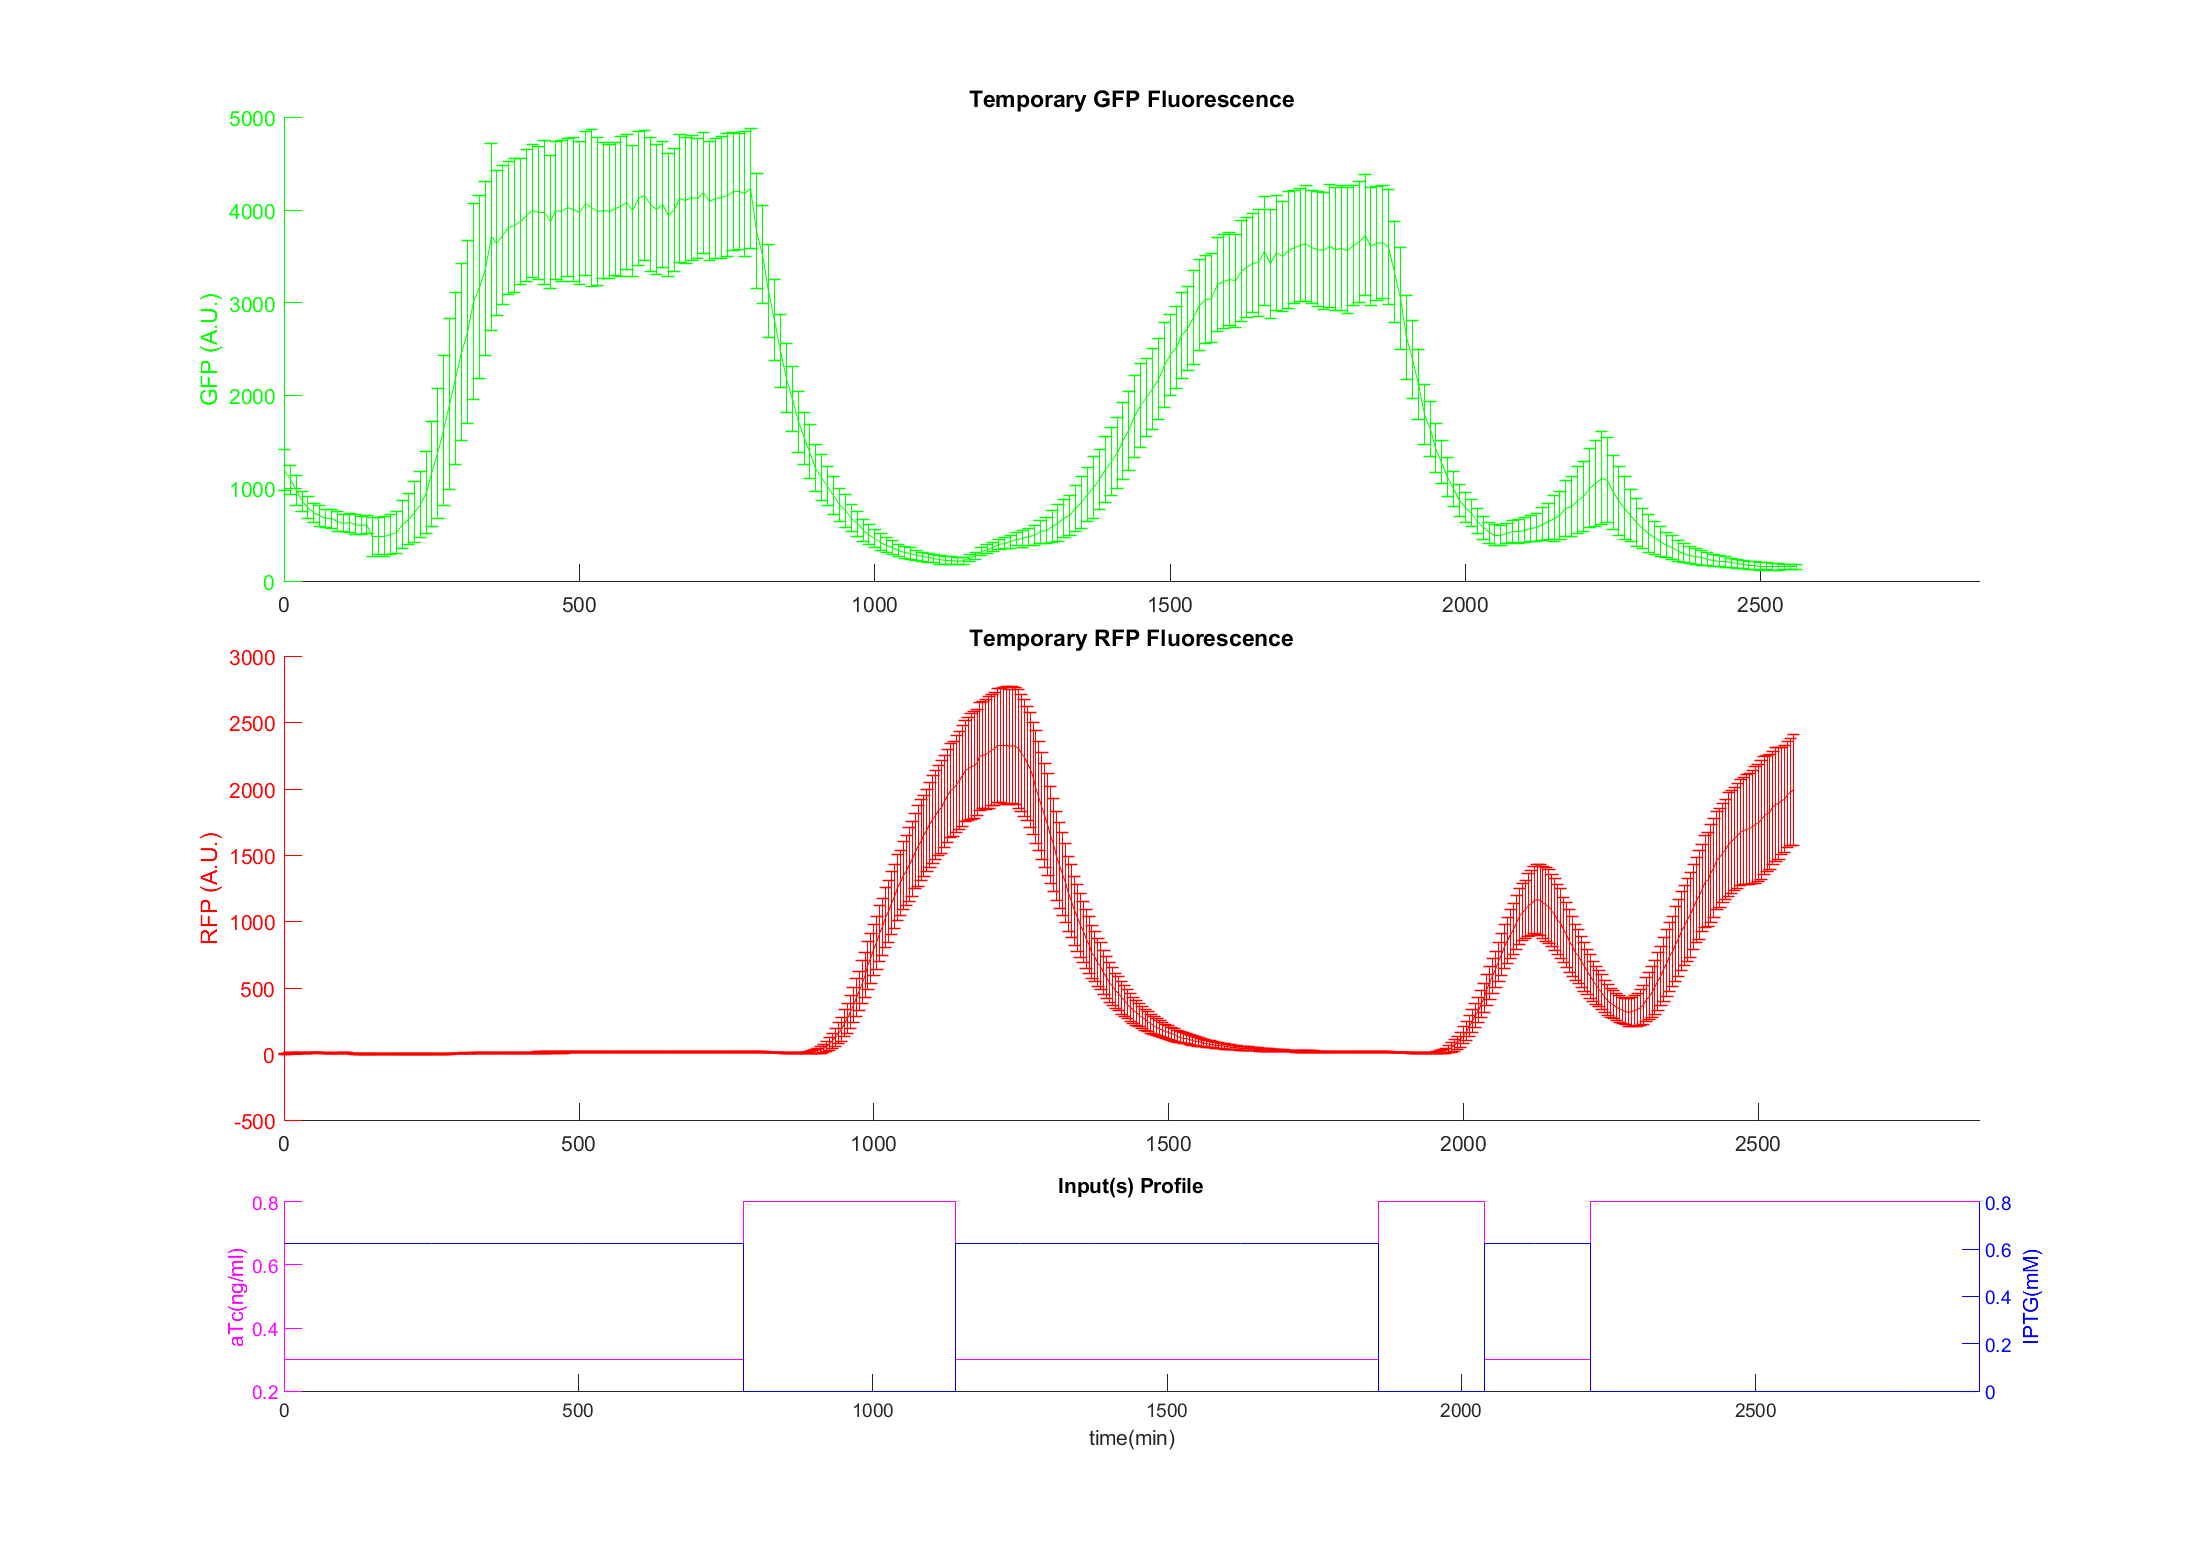 Temporary GFP Fluorescence
GFP (A.U.)
5000
4000
3000
2000
1000
0
0 500 1000 1500 2000 2500
Temporary RFP Fluorescence
RFP (A.U.)
3000
2500
2000
1500
1000
500
0
-500
0 500 1000 1500 2000 2500
Input(s) Profile
aTc(ng/ml)
0.8
0.6
0.4
0.2
IPTG(mM)
0.8
0.6
0.4
0.2
0
0 500 1000 1500 2000 2500
time(min)